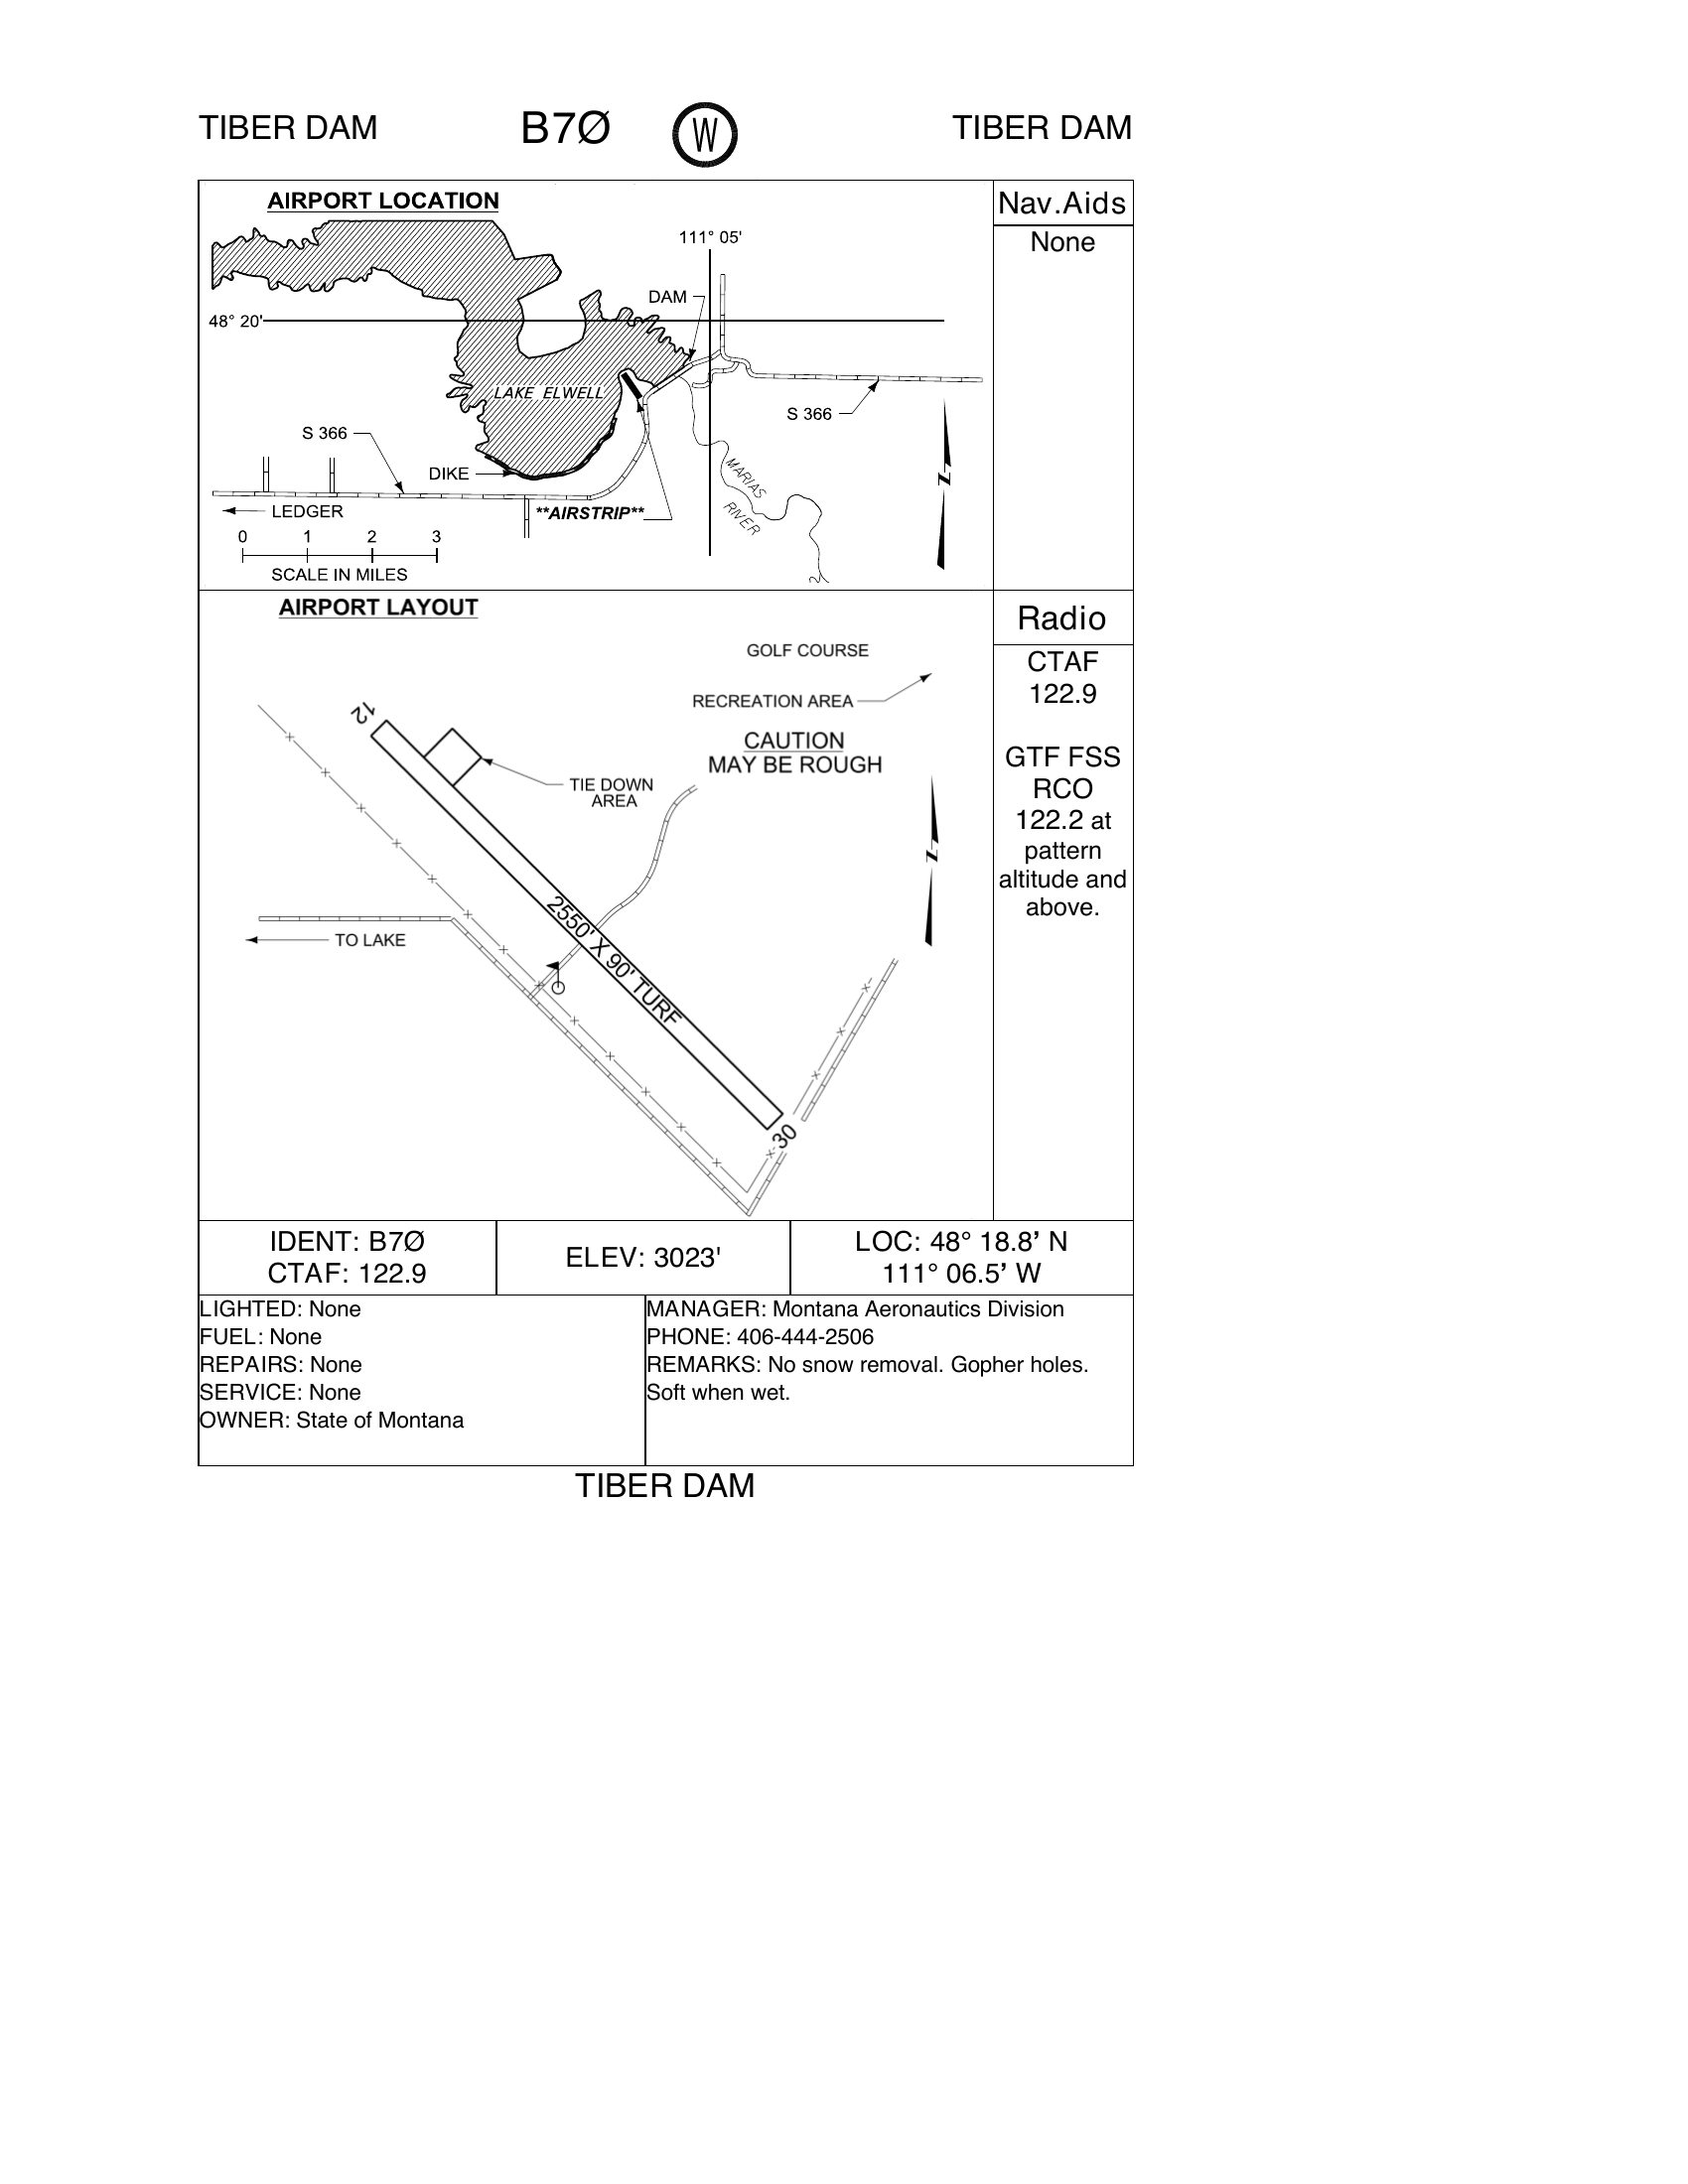 TIBER DAM B7Ø W TIBER DAM
AIRPORT LOCATION
Nav.Aids
None
111° 05'
DAM
48° 20'
LAKE ELWELL
S 366
S 366
DIKE
MARIAS
RIVER
N
LEDGER
**AIRSTRIP**
0 1 2 3
SCALE IN MILES
AIRPORT LAYOUT
Radio
CTAF
122.9
GTF FSS
RCO
122.2 at
pattern
altitude and
above.
GOLF COURSE
RECREATION AREA
CAUTION
MAY BE ROUGH
12
TIE DOWN
AREA
N
2550' X 90' TURF
TO LAKE
30
IDENT: B7Ø
CTAF: 122.9
ELEV: 3023'
LOC: 48° 18.8’ N
111° 06.5’ W
LIGHTED: None
FUEL: None
REPAIRS: None
SERVICE: None
OWNER: State of Montana
MANAGER: Montana Aeronautics Division
PHONE: 406-444-2506
REMARKS: No snow removal. Gopher holes.
Soft when wet.
TIBER DAM